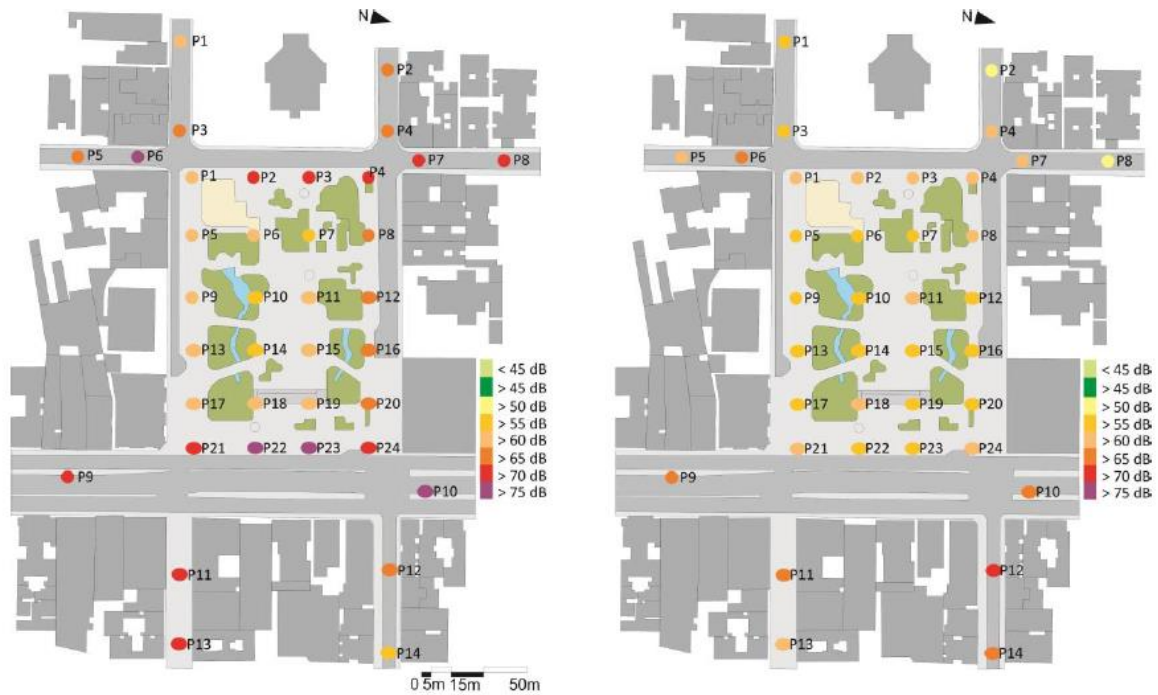 N
P1
P2
P3
P4
P5 P6 P7 P8
P1 P2 P3 P4
P5 P6 P7 P8
P9 P10 P11 P12
P13 P14 P15 P16
P17 P18 P19 P20
P21 P22 P23 P24
P9
P10
P11
P12
P13
P14
< 45 dB
< 45 dB
> 50 dB
> 55 dB
> 60 dB
> 65 dB
> 70 dB
> 75 dB
0 5m 15m 50m
N
P1
P2
P3
P4
P5 P6 P7 P8
P1 P2 P3 P4
P5 P6 P7 P8
P9 P10 P11 P12
P13 P14 P15 P16
P17 P18 P19 P20
P21 P22 P23 P24
P9
P10
P11
P12
P13
P14
< 45 dB
< 45 dB
> 50 dB
> 55 dB
> 60 dB
> 65 dB
> 70 dB
> 75 dB